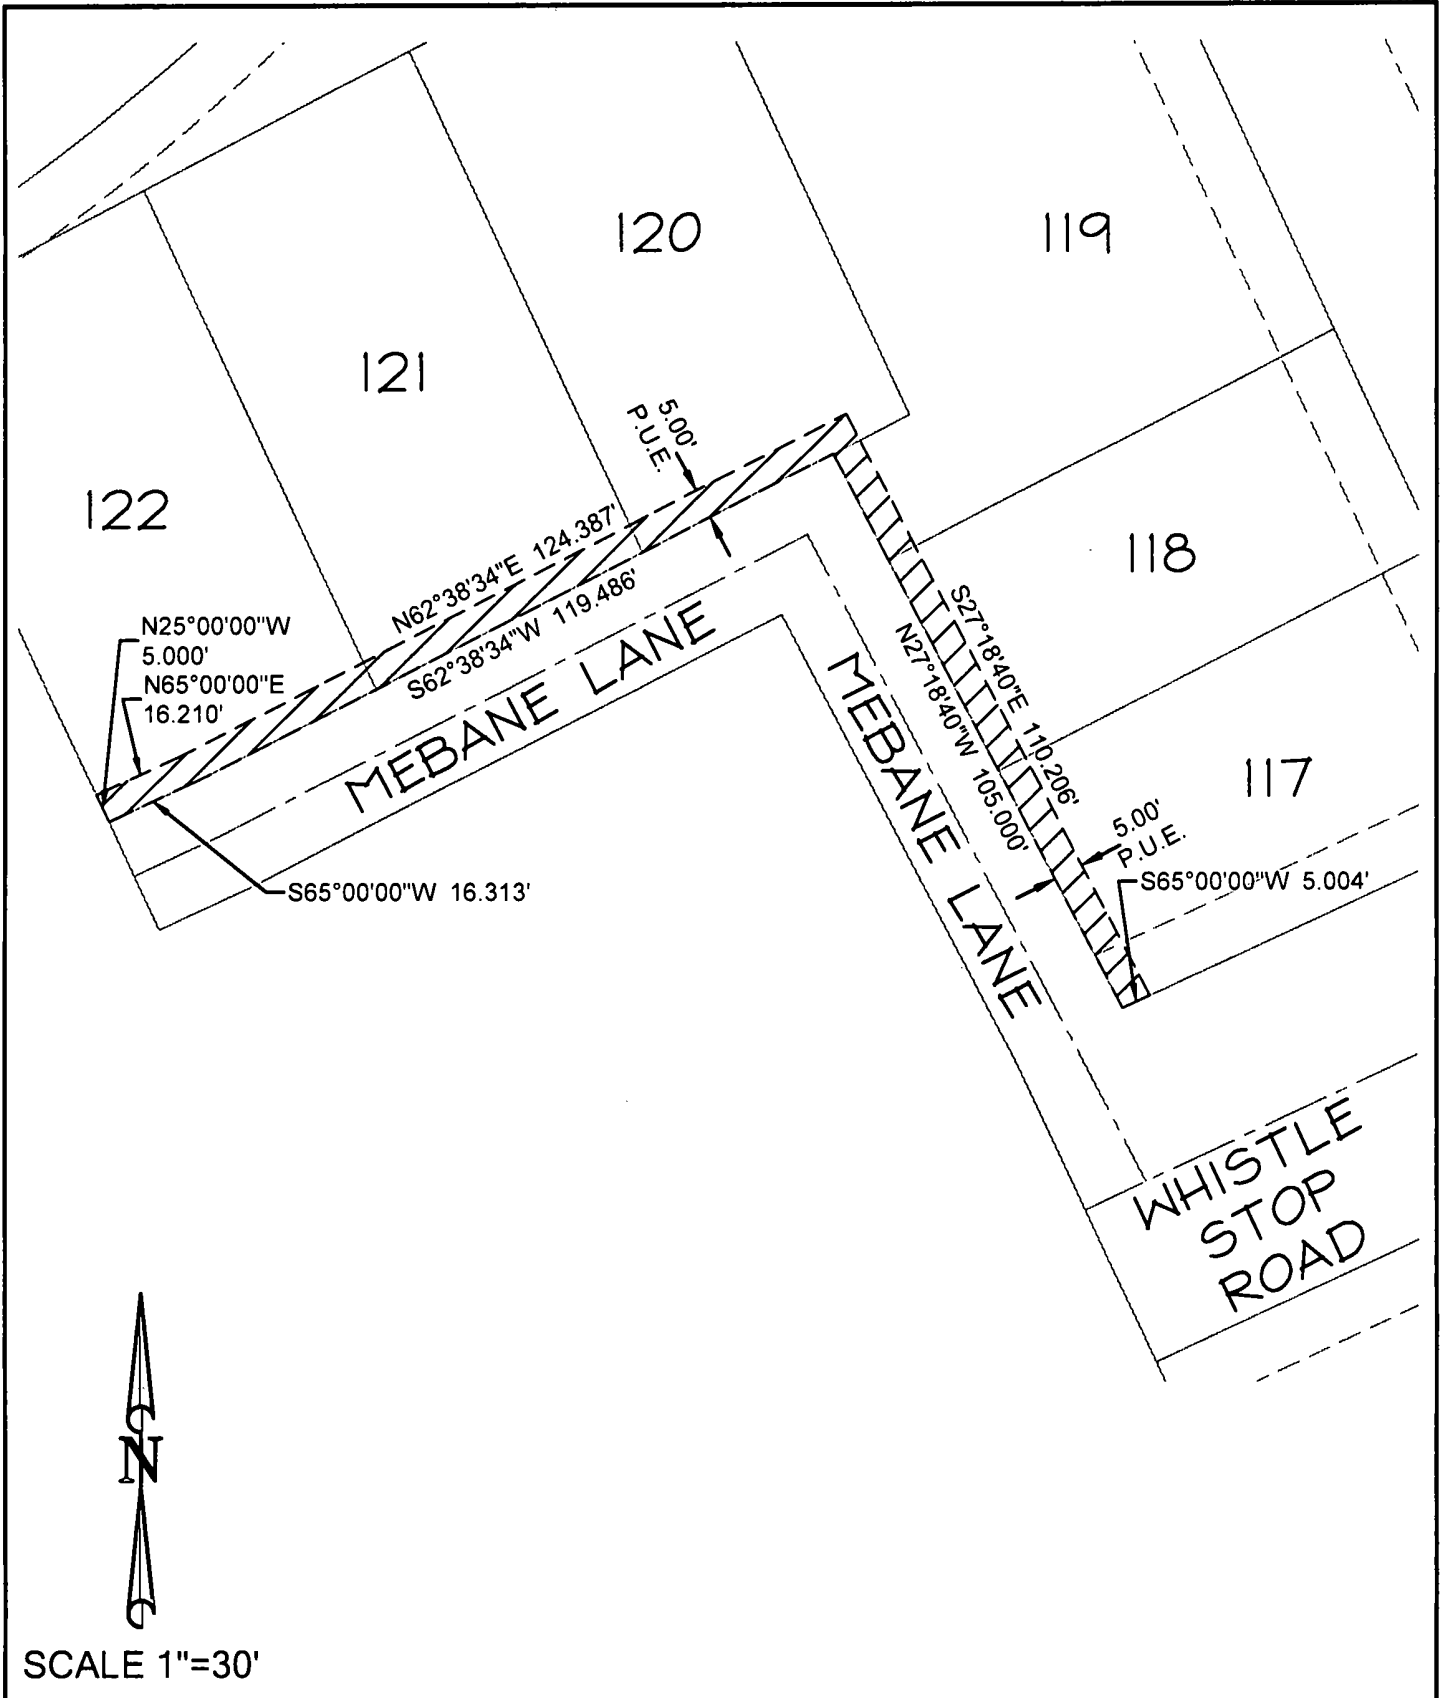 120
119
121
5.00'
P.U.E.
122
118
N62°38'34"E 124.387'
S62°38'34"W 119.486'
N25°00'00"W
5.000'
N65°00'00"E
16.210'
MEBANE LANE
S65°00'00"W 16.313'
S27°18'40"E 110.206'
N27°18'40"W 105.000'
MEBANE LANE
117
5.00'
P.U.E.
S65°00'00"W 5.004'
WHISTLE
STOP
ROAD
N
SCALE 1"=30'